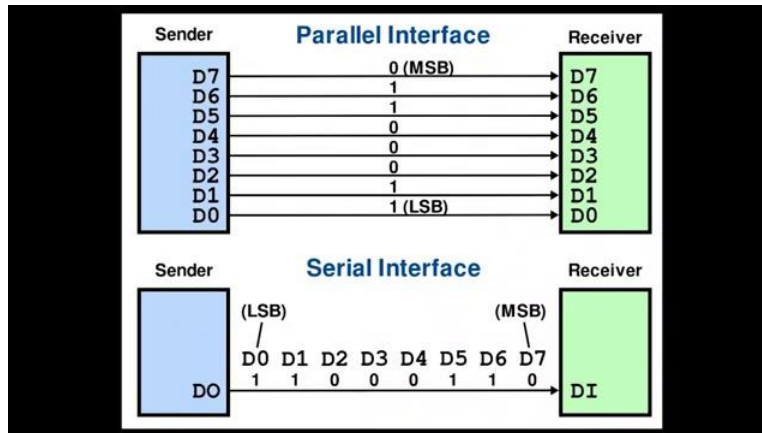 Sender Parallel Interface Receiver
D7 0 (MSB) D7
D6 1 D6
D5 1 D5
D4 0 D4
D3 0 D3
D2 0 D2
D1 1 D1
D0 1 (LSB) D0
Sender Serial Interface Receiver
(LSB) (MSB)
D0 D1 D2 D3 D4 D5 D6 D7
1 1 0 0 0 1 1 0
DO DI